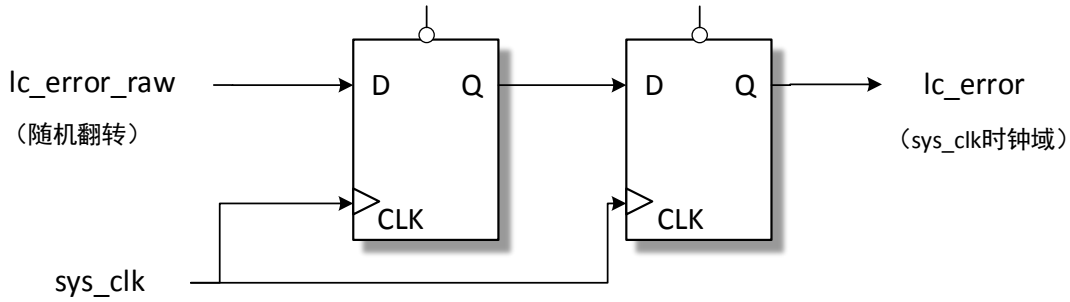 lc_error_raw
D
Q
D
Q
lc_error
（随机翻转）
（sys_clk时钟域）
CLK
CLK
sys_clk